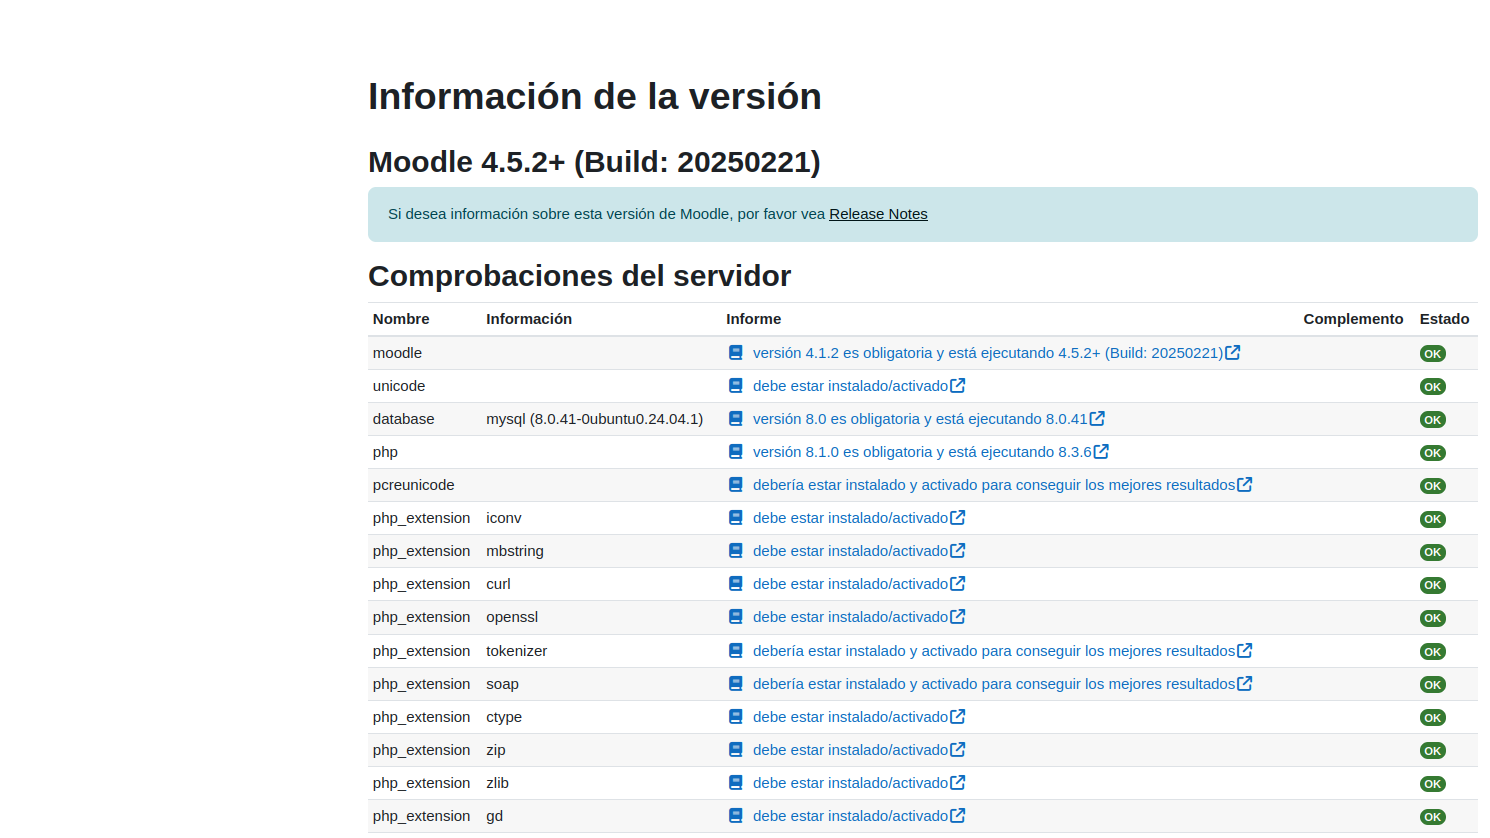 Información de la versión
Moodle 4.5.2+ (Build: 20250221)
Si desea información sobre esta versión de Moodle, por favor vea Release Notes
Comprobaciones del servidor
Nombre Información Informe Complemento Estado
moodle versión 4.1.2 es obligatoria y está ejecutando 4.5.2+ (Build: 20250221) OK
unicode debe estar instalado/activado OK
database mysql (8.0.41-0ubuntu0.24.04.1) versión 8.0 es obligatoria y está ejecutando 8.0.41 OK
php versión 8.1.0 es obligatoria y está ejecutando 8.3.6 OK
pcreunicode debería estar instalado y activado para conseguir los mejores resultados OK
php_extension iconv debe estar instalado/activado OK
php_extension mbstring debe estar instalado/activado OK
php_extension curl debe estar instalado/activado OK
php_extension openssl debe estar instalado/activado OK
php_extension tokenizer debería estar instalado y activado para conseguir los mejores resultados OK
php_extension soap debería estar instalado y activado para conseguir los mejores resultados OK
php_extension ctype debe estar instalado/activado OK
php_extension zip debe estar instalado/activado OK
php_extension zlib debe estar instalado/activado OK
php_extension gd debe estar instalado/activado OK